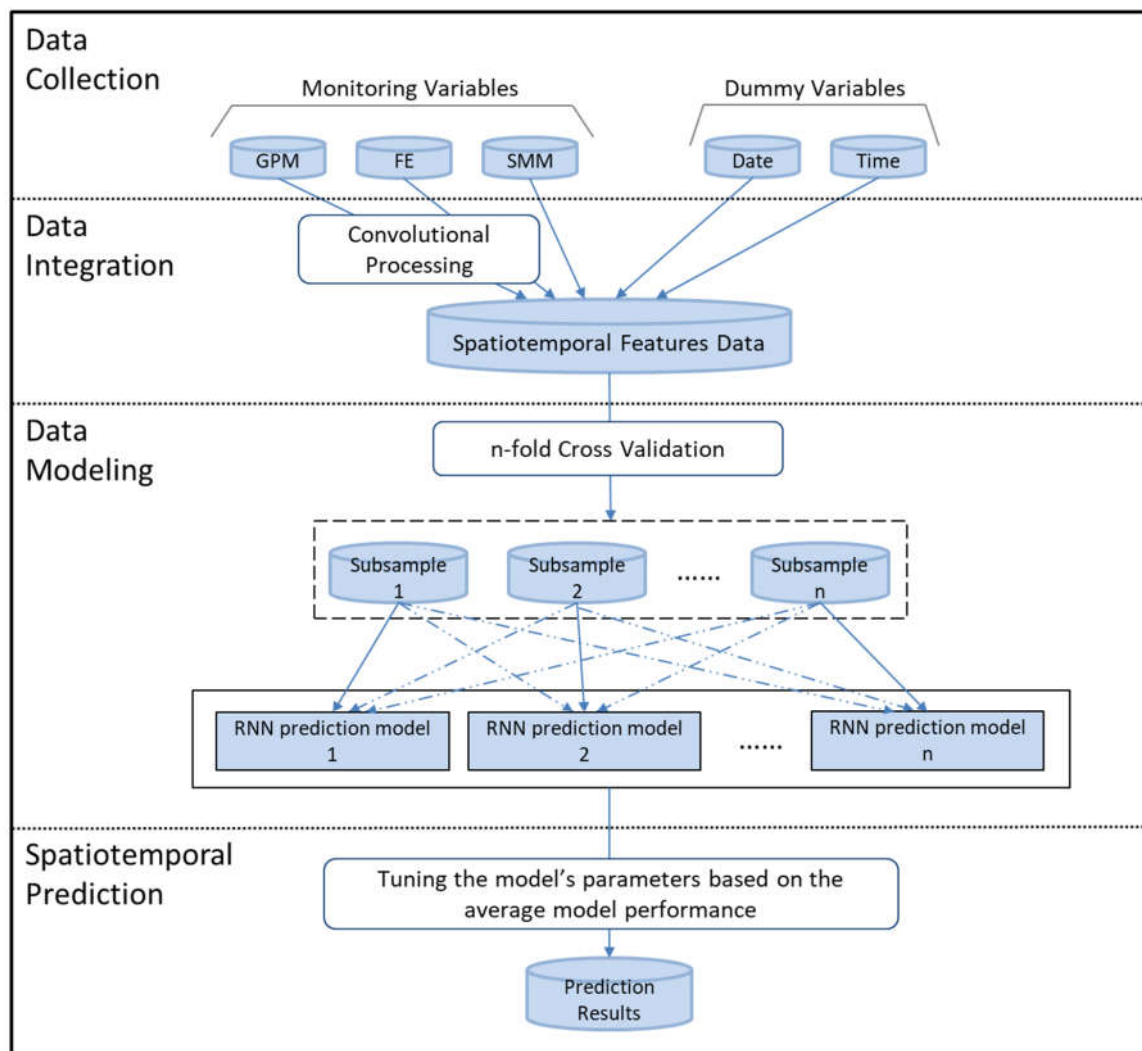 Data
Collection
Monitoring Variables
Dummy Variables
GPM
FE
SMM
Date
Time
Data
Integration
Convolutional
Processing
Spatiotemporal Features Data
Data
Modeling
n-fold Cross Validation
Subsample
1
Subsample
2
......
Subsample
n
RNN prediction model
1
RNN prediction model
2
......
RNN prediction model
n
Spatiotemporal
Prediction
Tuning the model's parameters based on the
average model performance
Prediction
Results